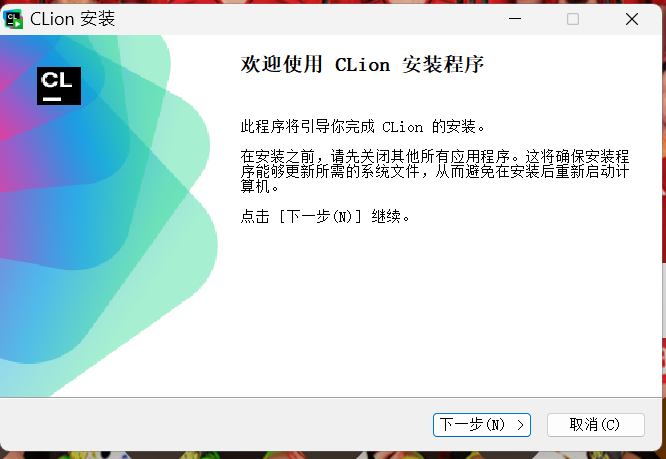 CLion 安装
CL
欢迎使用 CLion 安装程序
此程序将引导你完成 CLion 的安装。
在安装之前，请先关闭其他所有应用程序。这将确保安装程
序能够更新所需的系统文件，从而避免在安装后重新启动计
算机。
点击 [下一步(N)] 继续。
下一步(N) >
取消(C)